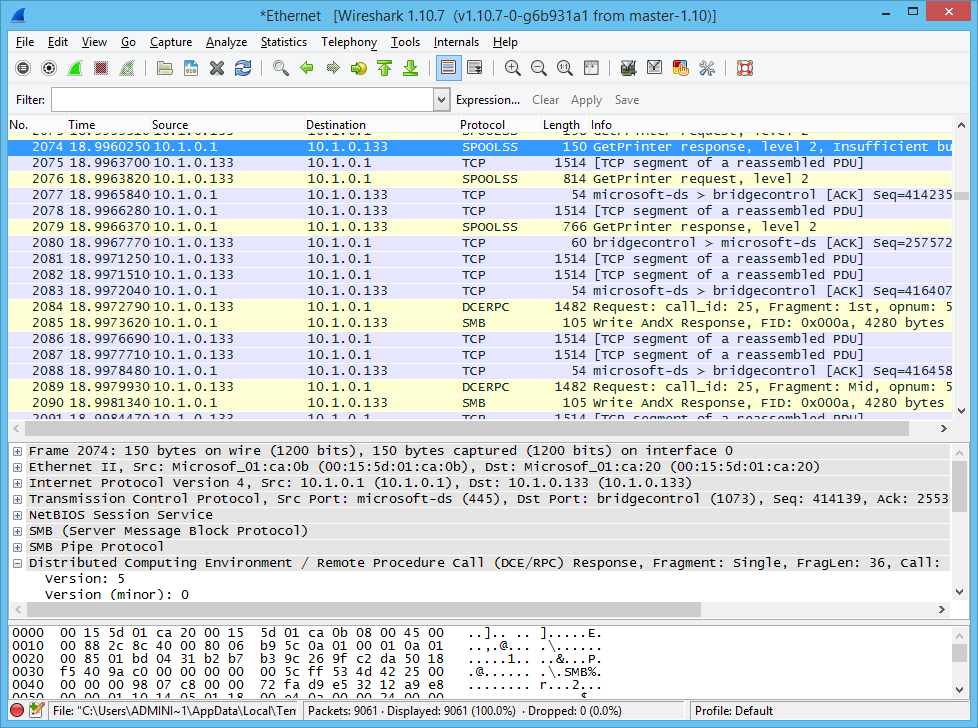 *Ethernet [Wireshark 1.10.7 (v1.10.7-0-g6b931a1 from master-1.10)]
File Edit View Go Capture Analyze Statistics Telephony Tools Internals Help
Filter: Expression... Clear Apply Save
No. Time Source Destination Protocol Length Info
2074 18.9960250 10.1.0.1 10.1.0.133 SPOOLSS 150 GetPrinter response, level 2, Insufficient bu
2075 18.9963700 10.1.0.133 10.1.0.1 TCP 1514 [TCP segment of a reassembled PDU]
2076 18.9963820 10.1.0.133 10.1.0.1 SPOOLSS 814 GetPrinter request, level 2
2077 18.9965840 10.1.0.1 10.1.0.133 TCP 54 microsoft-ds > bridgecontrol [ACK] Seq=414235
2078 18.9966280 10.1.0.1 10.1.0.133 TCP 1514 [TCP segment of a reassembled PDU]
2079 18.9966370 10.1.0.1 10.1.0.133 SPOOLSS 766 GetPrinter response, level 2
2080 18.9967770 10.1.0.133 10.1.0.1 TCP 60 bridgecontrol > microsoft-ds [ACK] Seq=257572
2081 18.9971250 10.1.0.133 10.1.0.1 TCP 1514 [TCP segment of a reassembled PDU]
2082 18.9971510 10.1.0.133 10.1.0.1 TCP 1514 [TCP segment of a reassembled PDU]
2083 18.9972040 10.1.0.1 10.1.0.133 TCP 54 microsoft-ds > bridgecontrol [ACK] Seq=416407
2084 18.9972790 10.1.0.133 10.1.0.1 DCERPC 1482 Request: call_id: 25, Fragment: 1st, opnum: 5
2085 18.9973620 10.1.0.1 10.1.0.133 SMB 105 Write AndX Response, FID: 0x000a, 4280 bytes
2086 18.9976690 10.1.0.133 10.1.0.1 TCP 1514 [TCP segment of a reassembled PDU]
2087 18.9977710 10.1.0.133 10.1.0.1 TCP 1514 [TCP segment of a reassembled PDU]
2088 18.9978480 10.1.0.1 10.1.0.133 TCP 54 microsoft-ds > bridgecontrol [ACK] Seq=416458
2089 18.9979930 10.1.0.133 10.1.0.1 DCERPC 1482 Request: call_id: 25, Fragment: Mid, opnum: 5
2090 18.9981340 10.1.0.1 10.1.0.133 SMB 105 Write AndX Response, FID: 0x000a, 4280 bytes
Frame 2074: 150 bytes on wire (1200 bits), 150 bytes captured (1200 bits) on interface 0
Ethernet II, Src: Microsof_01:ca:0b (00:15:5d:01:ca:0b), Dst: Microsof_01:ca:20 (00:15:5d:01:ca:20)
Internet Protocol Version 4, Src: 10.1.0.1 (10.1.0.1), Dst: 10.1.0.133 (10.1.0.133)
Transmission Control Protocol, Src Port: microsoft-ds (445), Dst Port: bridgecontrol (1073), Seq: 414139, Ack: 2553
NetBIOS Session Service
SMB (Server Message Block Protocol)
SMB Pipe Protocol
Distributed Computing Environment / Remote Procedure Call (DCE/RPC) Response, Fragment: Single, FragLen: 36, Call:
Version: 5
Version (minor): 0
0000 00 15 5d 01 ca 20 00 15 5d 01 ca 0b 08 00 45 00 ..].. .. ].....E.
0010 00 88 2c 8c 40 00 80 06 b9 5c 0a 01 00 01 0a 01 ..,.@... .\......
0020 00 85 01 bd 04 31 b2 b7 b3 9c 26 9f c2 da 50 18 .....1.. ..&...P.
0030 f5 40 9a c0 00 00 00 00 00 5c ff 53 4d 42 25 00 .@...... .\.SMB%.
0040 00 00 00 98 07 c8 00 00 72 fa d9 e5 32 12 a9 e8 ........ r...2...
File: "C:\Users\ADMINI~1\AppData\Local\Tem Packets: 9061 · Displayed: 9061 (100.0%) · Dropped: 0 (0.0%) Profile: Default